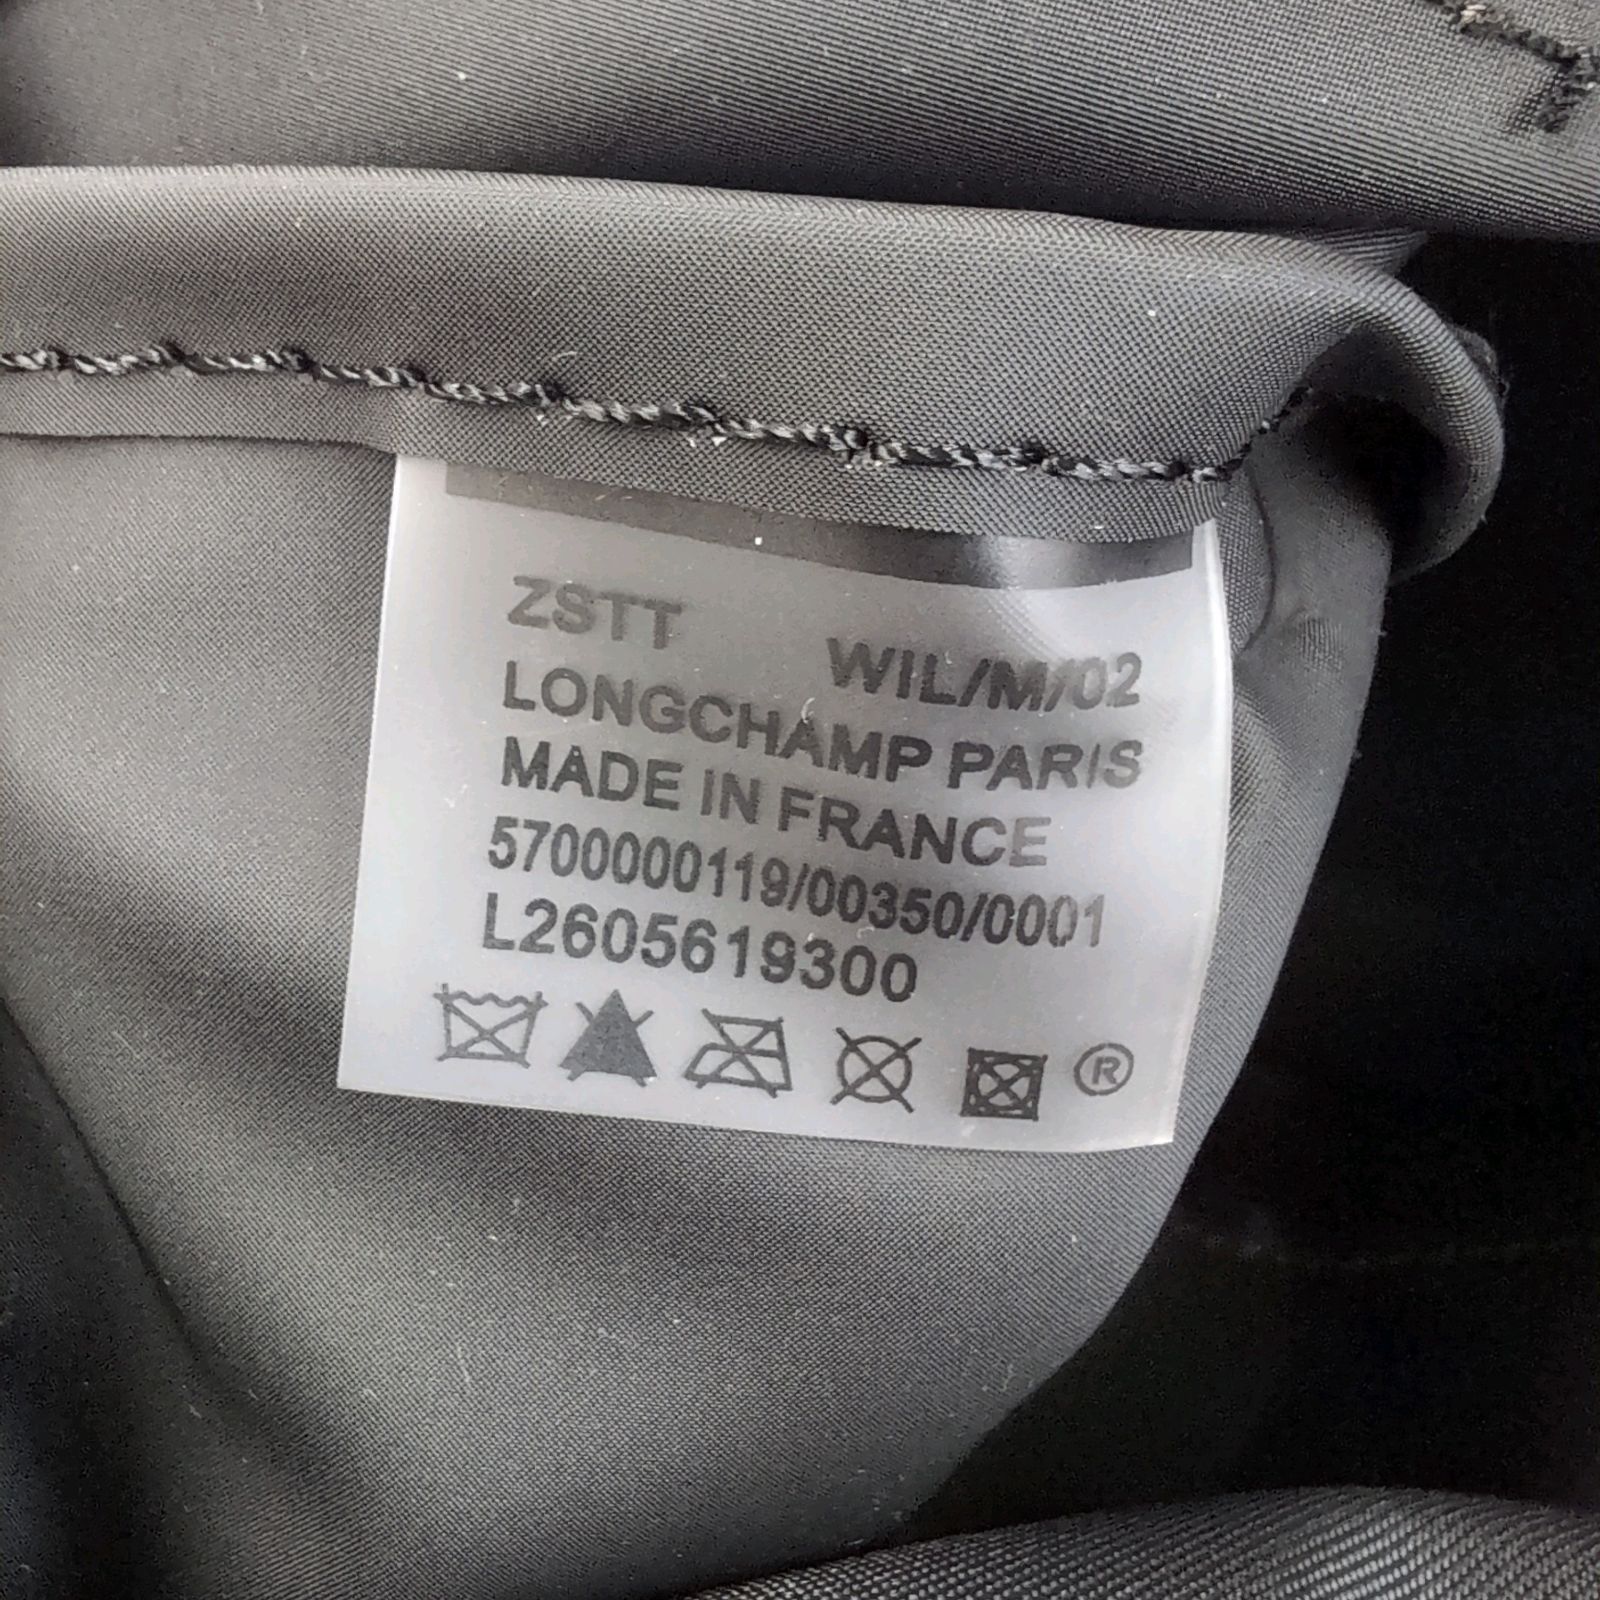 ZSTT WIL/M/02
LONGCHAMP PARIS
MADE IN FRANCE
5700000119/00350/0001
L2605619300
®